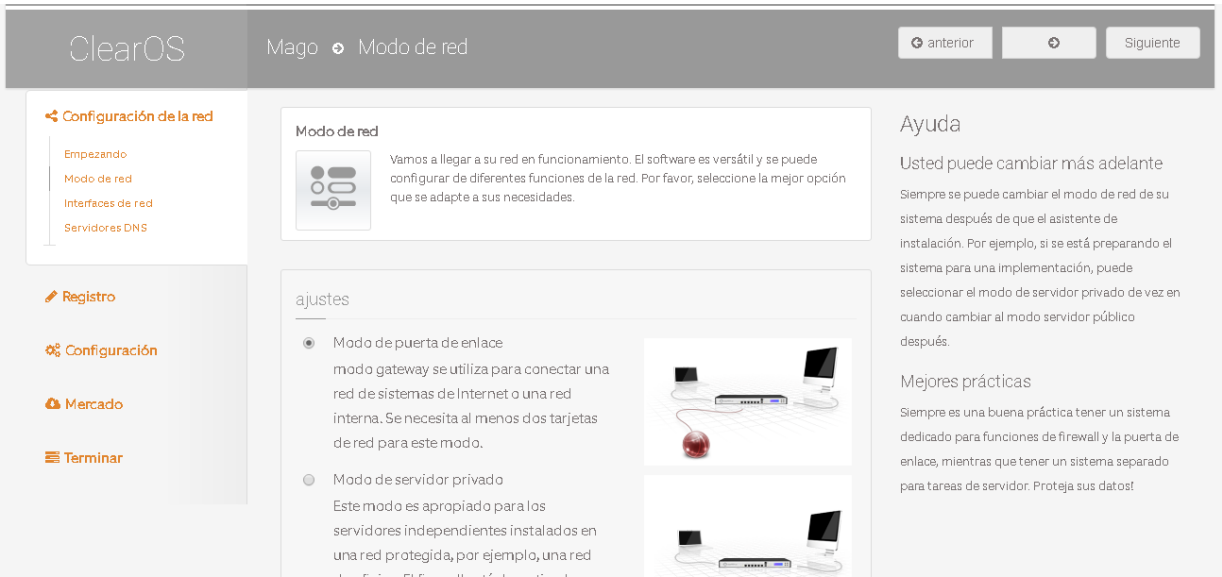 ClearOS
Mago Modo de red
anterior
Siguiente
Configuración de la red
Empezando
Modo de red
Interfaces de red
Servidores DNS
Registro
Configuración
Mercado
Terminar
Modo de red
Vamos a llegar a su red en funcionamiento. El software es versátil y se puede
configurar de diferentes funciones de la red. Por favor, seleccione la mejor opción
que se adapte a sus necesidades.
ajustes
Modo de puerta de enlace
modo gateway se utiliza para conectar una
red de sistemas de Internet o una red
interna. Se necesita al menos dos tarjetas
de red para este modo.
Modo de servidor privado
Este modo es apropiado para los
servidores independientes instalados en
una red protegida, por ejemplo, una red
Ayuda
Usted puede cambiar más adelante
Siempre se puede cambiar el modo de red de su
sistema después de que el asistente de
instalación. Por ejemplo, si se está preparando el
sistema para una implementación, puede
seleccionar el modo de servidor privado de vez en
cuando cambiar al modo servidor público
después.
Mejores prácticas
Siempre es una buena práctica tener un sistema
dedicado para funciones de firewall y la puerta de
enlace, mientras que tener un sistema separado
para tareas de servidor. Proteja sus datos!